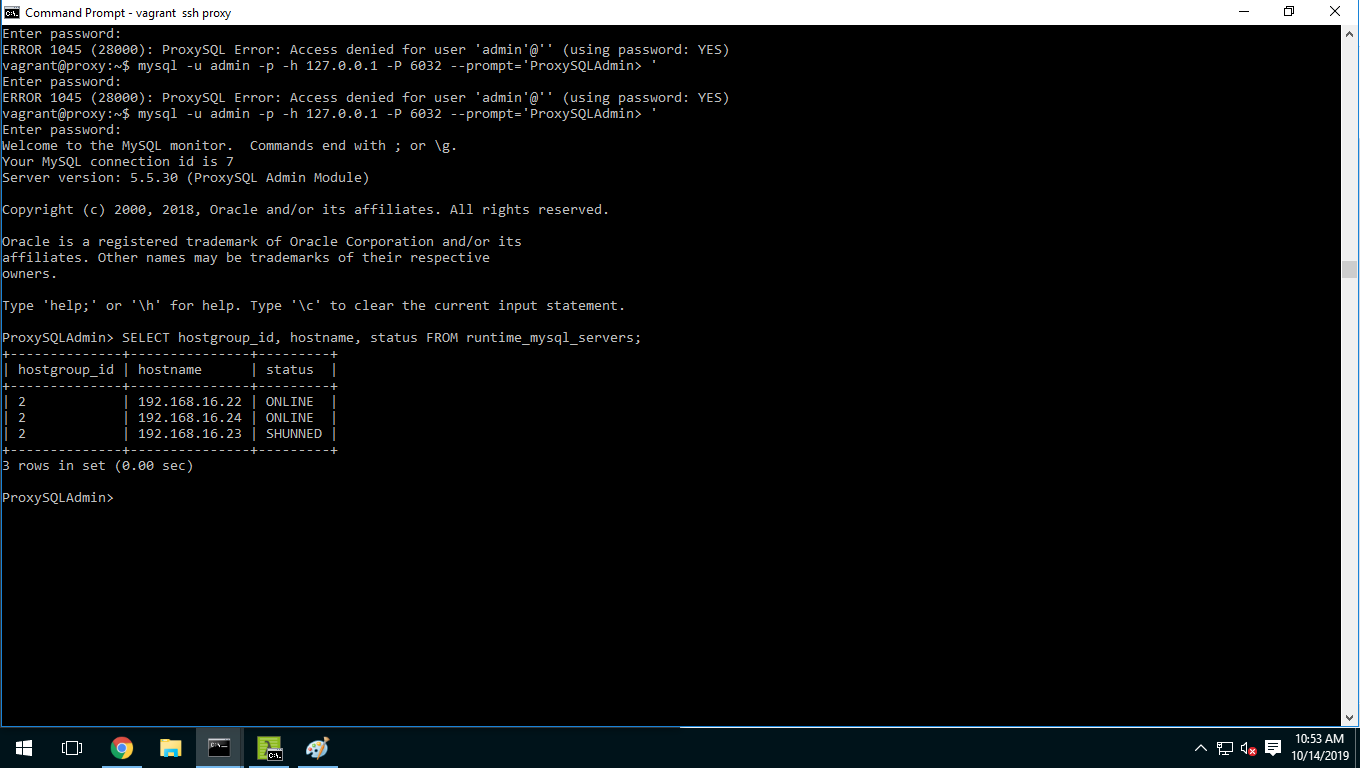 Command Prompt - vagrant  ssh proxy
Enter password:
ERROR 1045 (28000): ProxySQL Error: Access denied for user 'admin'@'' (using password: YES)
vagrant@proxy:~$ mysql -u admin -p -h 127.0.0.1 -P 6032 --prompt='ProxySQLAdmin> '
Enter password:
ERROR 1045 (28000): ProxySQL Error: Access denied for user 'admin'@'' (using password: YES)
vagrant@proxy:~$ mysql -u admin -p -h 127.0.0.1 -P 6032 --prompt='ProxySQLAdmin> '
Enter password:
Welcome to the MySQL monitor.  Commands end with ; or \g.
Your MySQL connection id is 7
Server version: 5.5.30 (ProxySQL Admin Module)

Copyright (c) 2000, 2018, Oracle and/or its affiliates. All rights reserved.

Oracle is a registered trademark of Oracle Corporation and/or its
affiliates. Other names may be trademarks of their respective
owners.

Type 'help;' or '\h' for help. Type '\c' to clear the current input statement.

ProxySQLAdmin> SELECT hostgroup_id, hostname, status FROM runtime_mysql_servers;
+--------------+---------------+---------+
| hostgroup_id | hostname      | status  |
+--------------+---------------+---------+
| 2            | 192.168.16.22 | ONLINE  |
| 2            | 192.168.16.24 | ONLINE  |
| 2            | 192.168.16.23 | SHUNNED |
+--------------+---------------+---------+
3 rows in set (0.00 sec)

ProxySQLAdmin>
10:53 AM
10/14/2019